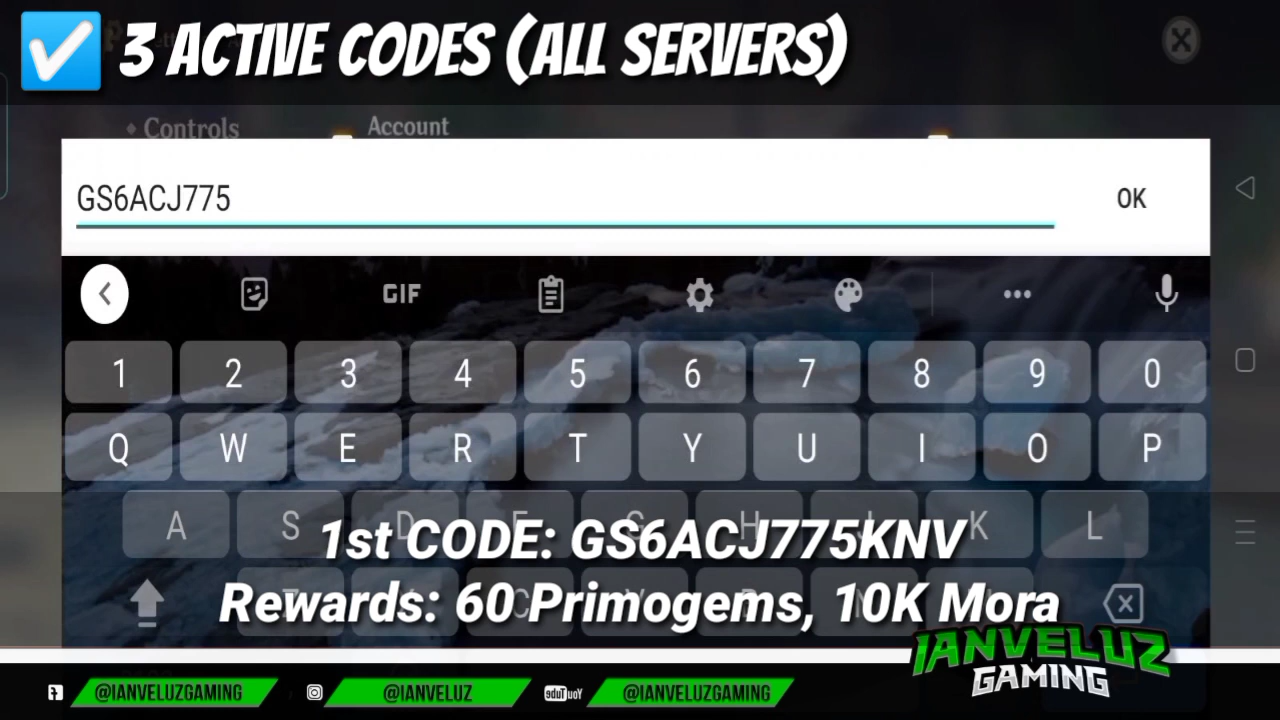 3 ACTIVE CODES (ALL SERVERS)
Controls
Account
GS6ACJ775
OK
GIF
1 2 3 4 5 6 7 8 9 0
Q W E R T Y U I O P
A S D F G H J K L
1st CODE: GS6ACJ775KNV
Rewards: 60 Primogems, 10K Mora
IANVELUZ
GAMING
@IANVELUZGAMING
@IANVELUZ
@IANVELUZGAMING